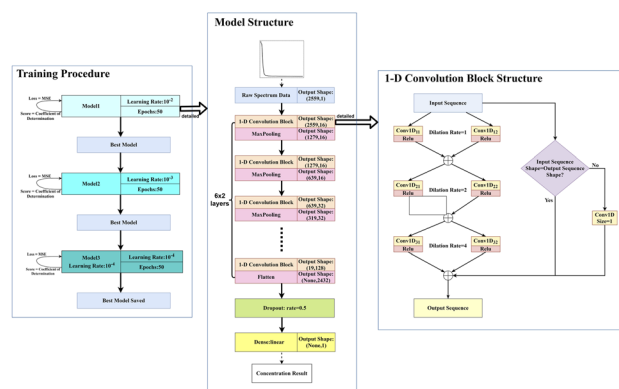 Training Procedure
Loss = MSE
Score = Coefficient of
Determination
Model1
Learning Rate:10⁻²
Epochs:50
detailed
Best Model
Loss = MSE
Score = Coefficient of
Determination
Model2
Learning Rate:10⁻³
Epochs:50
Best Model
Loss = MSE
Score = Coefficient of
Determination
Model3
Learning Rate:10⁻⁴
Learning Rate:10⁻⁴
Epochs:50
Best Model Saved
Model Structure
Raw Spectrum Data
Output Shape:
(2559,1)
6x2
layers
1-D Convolution Block
Output Shape:
(2559,16)
MaxPooling
Output Shape:
(1279,16)
detailed
1-D Convolution Block
Output Shape:
(1279,16)
MaxPooling
Output Shape:
(639,16)
1-D Convolution Block
Output Shape:
(639,32)
MaxPooling
Output Shape:
(319,32)
1-D Convolution Block
Output Shape:
(19,128)
Flatten
Output Shape:
(None,2432)
Dropout: rate=0.5
Dense:linear
Output Shape:
(None,1)
Concentration Result
1-D Convolution Block Structure
Input Sequence
Conv1D₁₁
Relu
Dilation Rate=1
Conv1D₁₂
Relu
Conv1D₂₁
Relu
Dilation Rate=2
Conv1D₂₂
Relu
Conv1D₃₁
Relu
Dilation Rate=4
Conv1D₃₂
Relu
Input Sequence
Shape=Output Sequence
Shape?
No
Yes
Conv1D
Size=1
Output Sequence